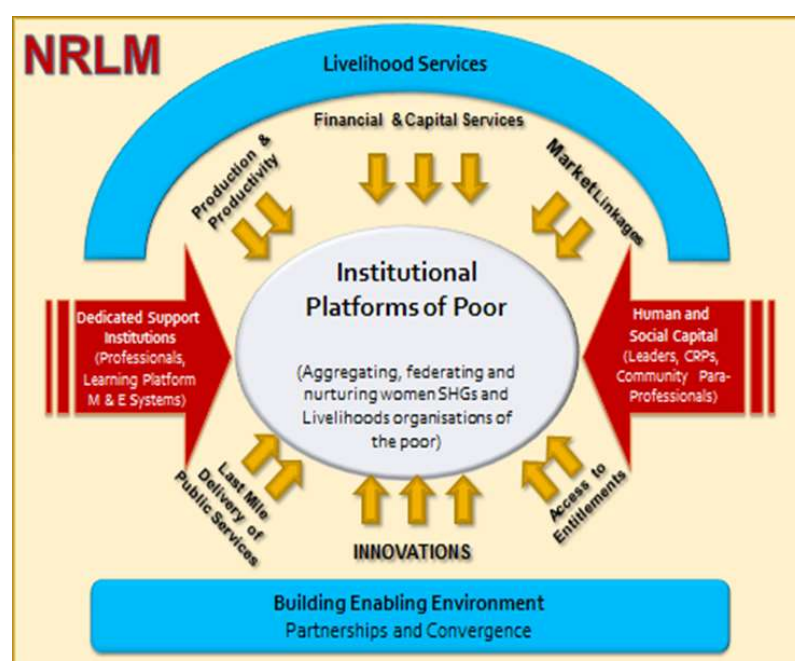 NRLM
Livelihood Services
Financial & Capital Services
Production &
Productivity
Market Linkages
Institutional
Platforms of Poor
(Aggregating, federating and
nurturing women SHGs and
Livelihoods organisations of
the poor)
Dedicated Support
Institutions
(Professionals,
Learning Platform
M & E Systems)
Human and
Social Capital
(Leaders, CRPs,
Community Para-
Professionals)
Last Mile
Delivery of
Public Services
INNOVATIONS
Access to
Entitlements
Building Enabling Environment
Partnerships and Convergence